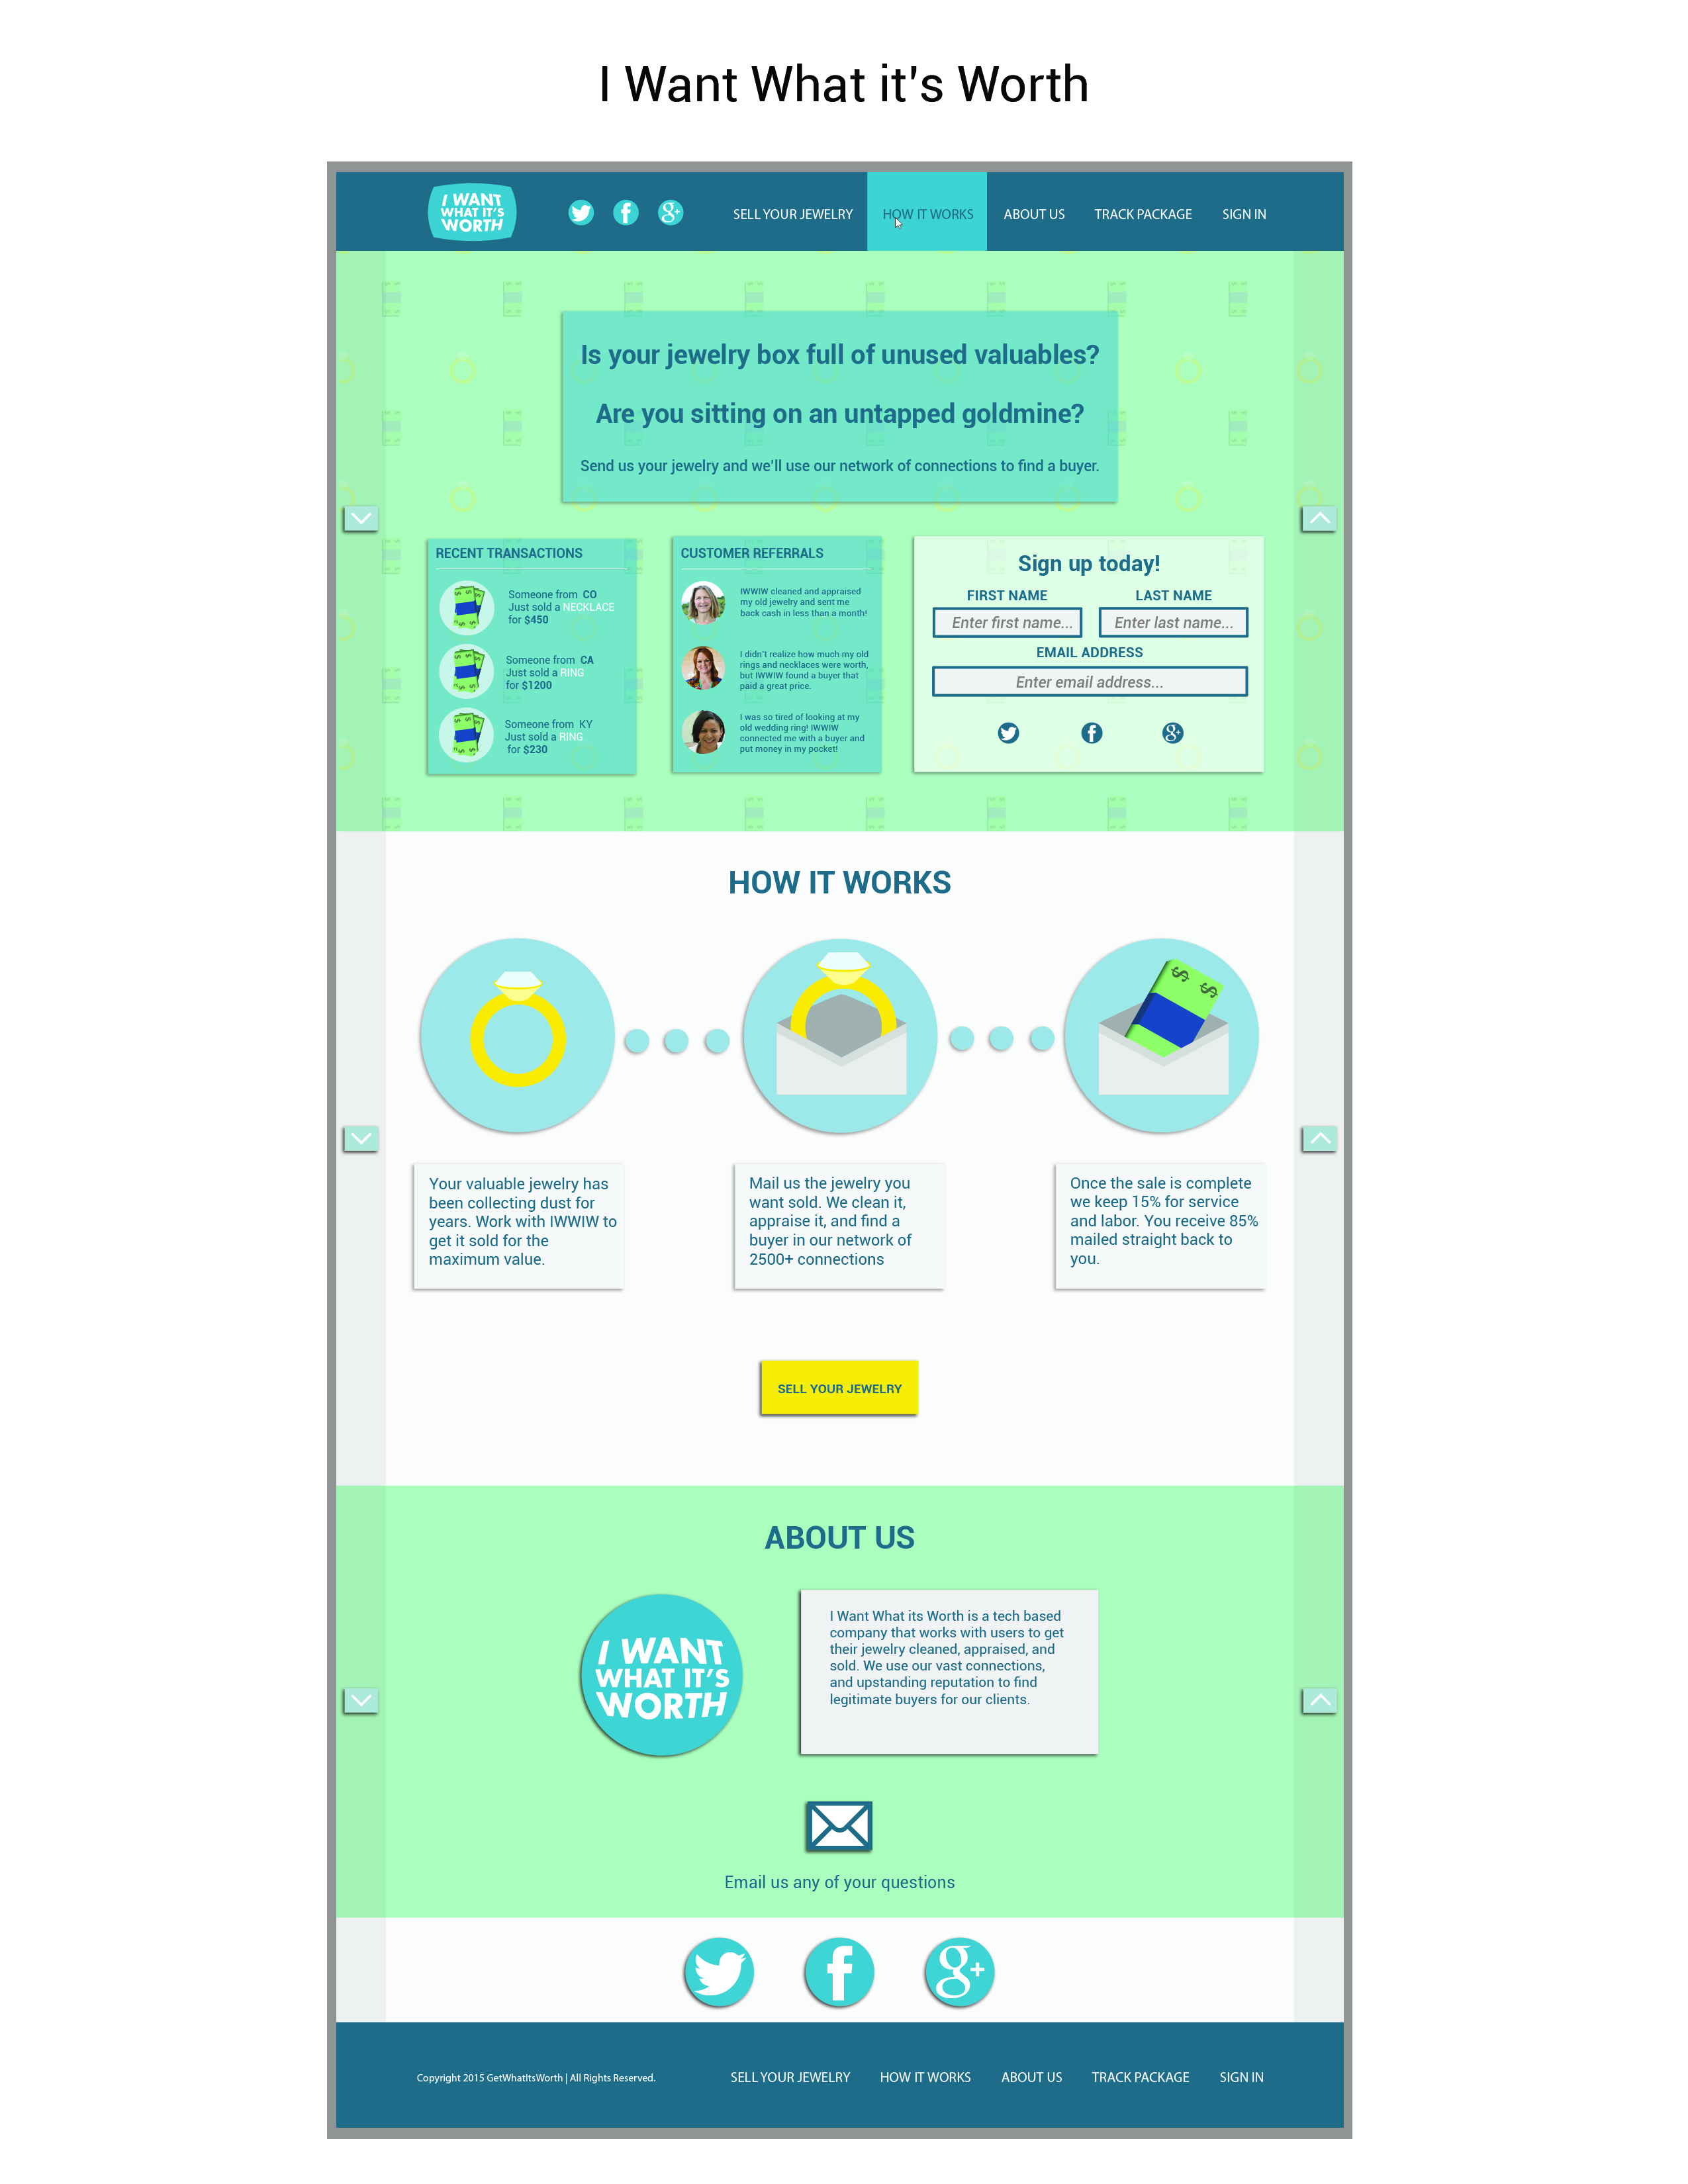 I Want What it's Worth
I WANT
WHAT IT'S
WORTH
SELL YOUR JEWELRY
HOW IT WORKS
ABOUT US
TRACK PACKAGE
SIGN IN
Is your jewelry box full of unused valuables?
Are you sitting on an untapped goldmine?
Send us your jewelry and we'll use our network of connections to find a buyer.
RECENT TRANSACTIONS
Someone from CO
Just sold a NECKLACE
for $450
Someone from CA
Just sold a RING
for $1200
Someone from KY
Just sold a RING
for $230
CUSTOMER REFERRALS
IWWIW cleaned and appraised
my old jewelry and sent me
back cash in less than a month!
I didn't realize how much my old
rings and necklaces were worth,
but IWWIW found a buyer that
paid a great price.
I was so tired of looking at my
old wedding ring! IWWIW
connected me with a buyer and
put money in my pocket!
Sign up today!
FIRST NAME
LAST NAME
Enter first name...
Enter last name...
EMAIL ADDRESS
Enter email address...
HOW IT WORKS
Your valuable jewelry has
been collecting dust for
years. Work with IWWIW to
get it sold for the
maximum value.
Mail us the jewelry you
want sold. We clean it,
appraise it, and find a
buyer in our network of
2500+ connections
Once the sale is complete
we keep 15% for service
and labor. You receive 85%
mailed straight back to
you.
SELL YOUR JEWELRY
ABOUT US
I WANT
WHAT IT'S
WORTH
I Want What its Worth is a tech based
company that works with users to get
their jewelry cleaned, appraised, and
sold. We use our vast connections,
and upstanding reputation to find
legitimate buyers for our clients.
Email us any of your questions
Copyright 2015 GetWhatItsWorth | All Rights Reserved.
SELL YOUR JEWELRY
HOW IT WORKS
ABOUT US
TRACK PACKAGE
SIGN IN